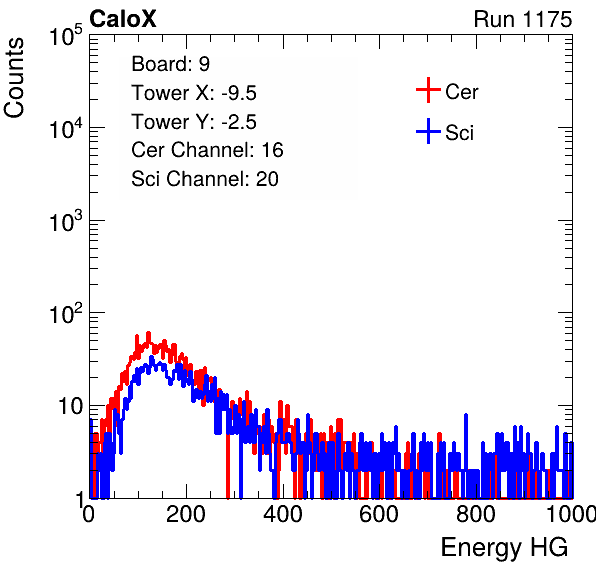 CaloX Run 1175
Counts
10^5
10^4
10^3
10^2
10
1
Board: 9
Tower X: -9.5
Tower Y: -2.5
Cer Channel: 16
Sci Channel: 20
Cer
Sci
0 200 400 600 800 1000
Energy HG